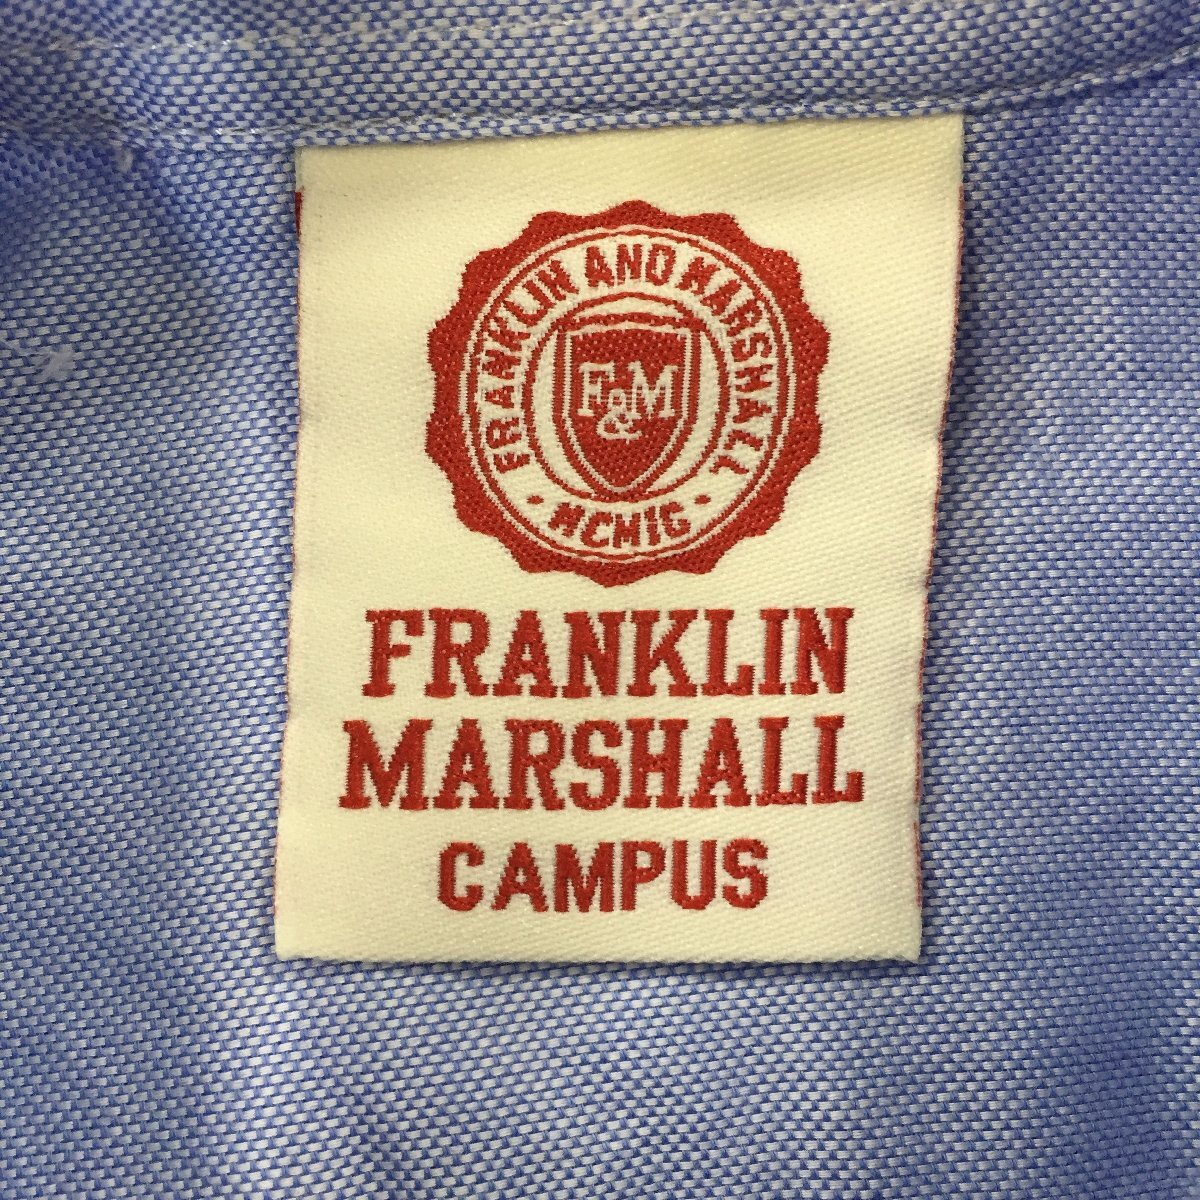 FRANKLIN AND MARSHALL
F&M
• MCMIC •
FRANKLIN
MARSHALL
CAMPUS